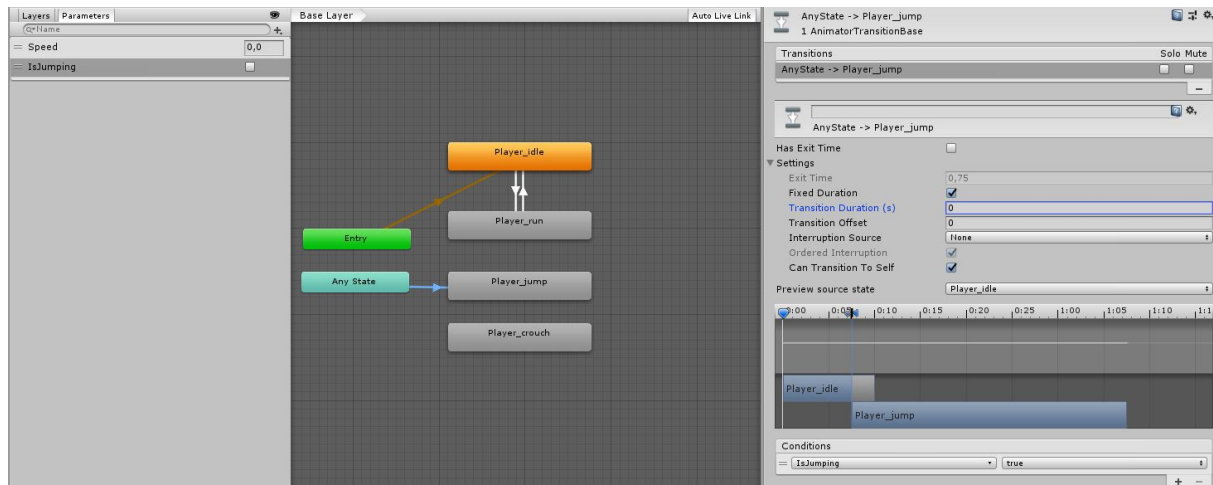 Layers Parameters
Name
Speed 0,0
IsJumping
Base Layer Auto Live Link
Player_idle
Player_run
Entry
Any State Player_jump
Player_crouch
AnyState -> Player_jump
1 AnimatorTransitionBase
Transitions Solo Mute
AnyState -> Player_jump
AnyState -> Player_jump
Has Exit Time
Settings
Exit Time 0,75
Fixed Duration
Transition Duration (s) 0
Transition Offset 0
Interruption Source None
Ordered Interruption
Can Transition To Self
Preview source state Player_idle
0:00 0:05 0:10 0:15 0:20 0:25 1:00 1:05 1:10
Player_idle
Player_jump
Conditions
IsJumping true